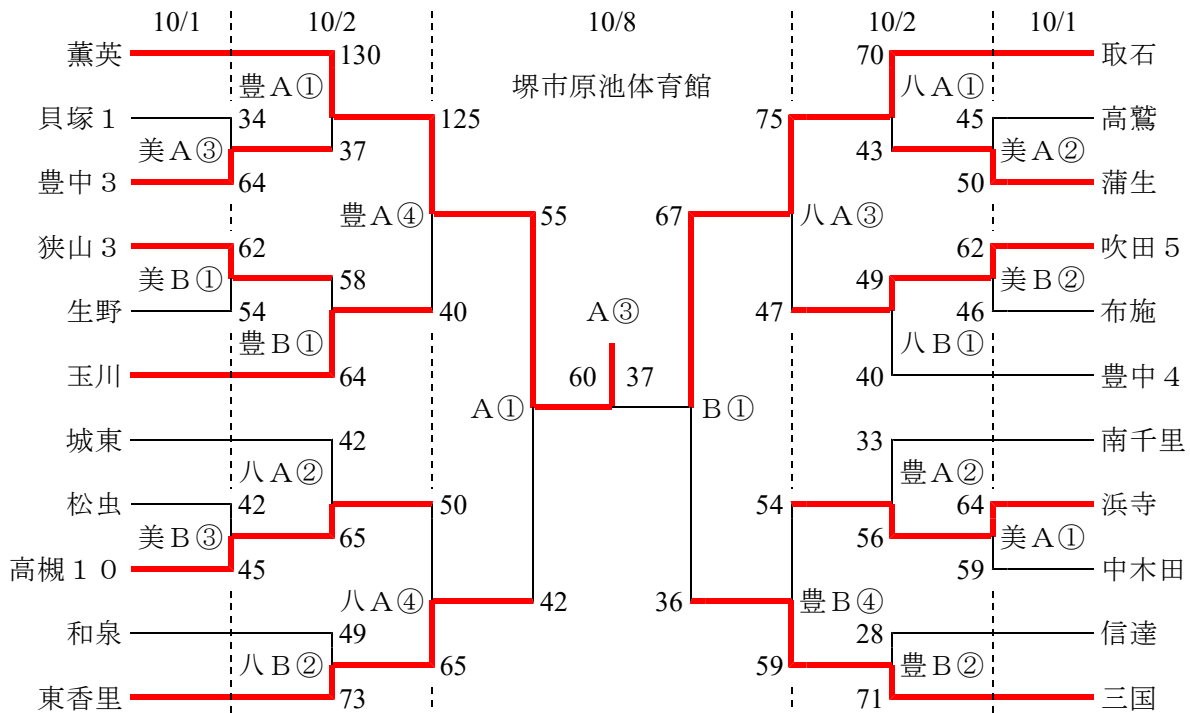 10/1 10/2 10/8 10/2 10/1
薫英 130 70 取石
豊A① 堺市原池体育館 八A①
貝塚1 34 125 75 45 高鷲
美A③ 37 43 美A②
豊中3 64 50 蒲生
豊A④ 55 67 八A③
狭山3 62 62 吹田5
美B① 58 49 美B②
生野 54 40 A③ 47 46 布施
豊B① 八B①
玉川 64 60 37 40 豊中4
A① B①
城東 42 33 南千里
八A② 豊A②
松虫 42 50 54 64 浜寺
美B③ 65 56 美A①
高槻10 45 59 中木田
八A④ 42 36 豊B④
和泉 49 28 信達
八B② 65 59 豊B②
東香里 73 71 三国